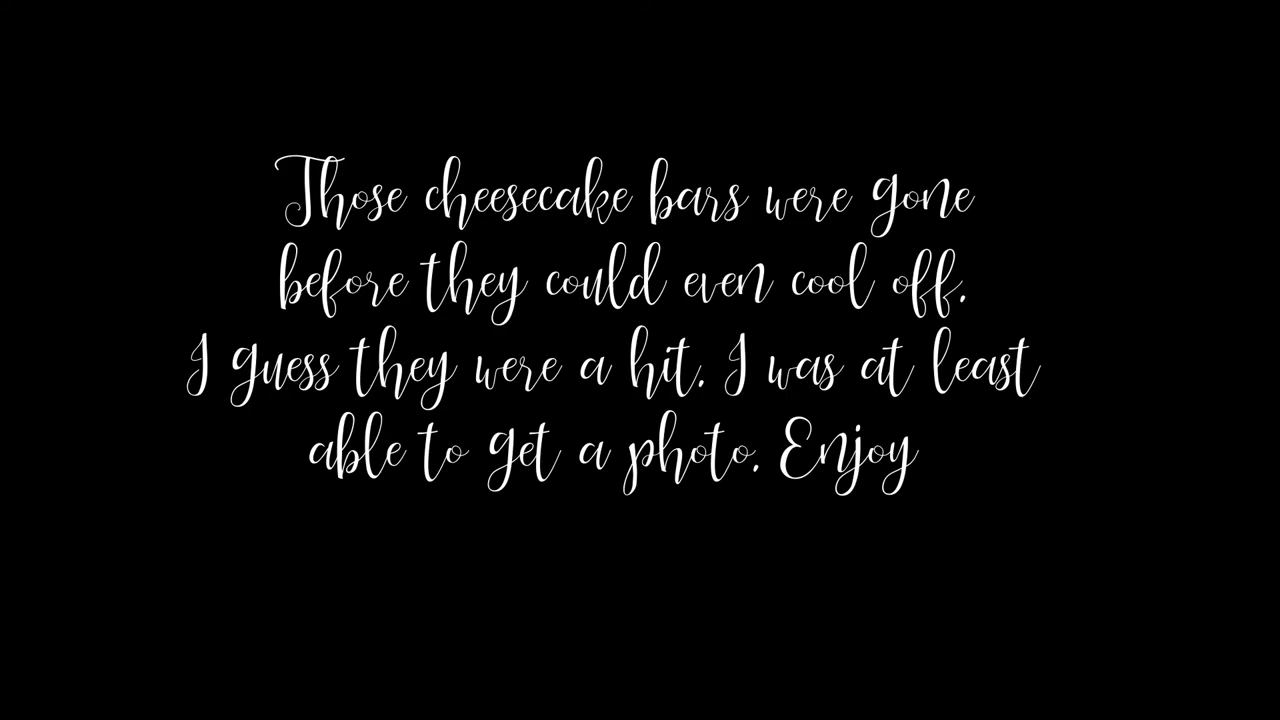 Those cheesecake bars were gone
before they could even cool off.
I guess they were a hit. I was at least
able to get a photo. Enjoy